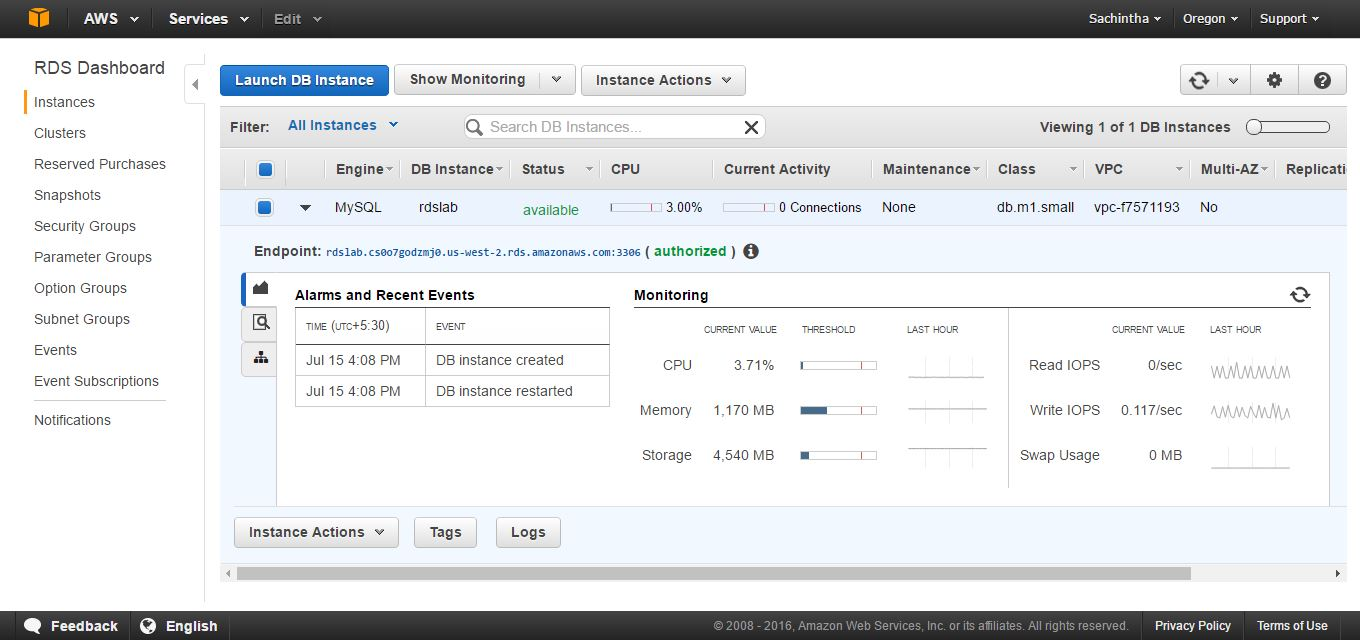 AWS Services Edit Sachintha Oregon Support
RDS Dashboard
Instances
Clusters
Reserved Purchases
Snapshots
Security Groups
Parameter Groups
Option Groups
Subnet Groups
Events
Event Subscriptions
Notifications
Launch DB Instance Show Monitoring Instance Actions
Filter: All Instances Search DB Instances... Viewing 1 of 1 DB Instances
Engine DB Instance Status CPU Current Activity Maintenance Class VPC Multi-AZ Replicati
MySQL rdslab available 3.00% 0 Connections None db.m1.small vpc-f7571193 No
Endpoint: rdslab.cs0o7godzmj0.us-west-2.rds.amazonaws.com:3306 ( authorized )
Alarms and Recent Events
TIME (UTC+5:30) EVENT
Jul 15 4:08 PM DB instance created
Jul 15 4:08 PM DB instance restarted
Monitoring
CURRENT VALUE THRESHOLD LAST HOUR CURRENT VALUE LAST HOUR
CPU 3.71% Read IOPS 0/sec
Memory 1,170 MB Write IOPS 0.117/sec
Storage 4,540 MB Swap Usage 0 MB
Instance Actions Tags Logs
Feedback English © 2008 - 2016, Amazon Web Services, Inc. or its affiliates. All rights reserved. Privacy Policy Terms of Use